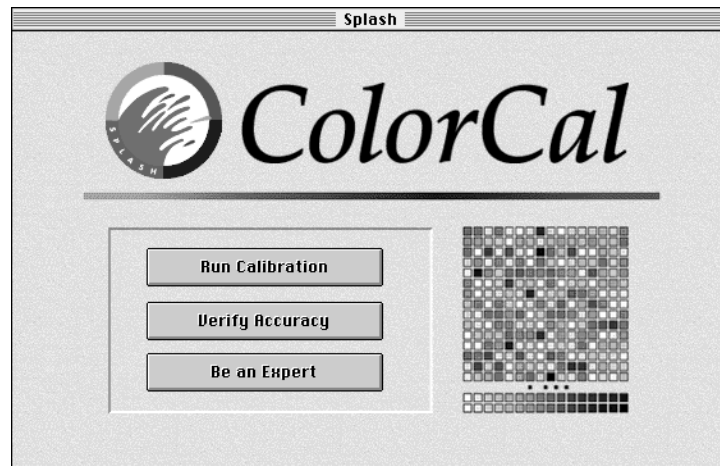 Splash
SPLASH
ColorCal
Run Calibration
Verify Accuracy
Be an Expert